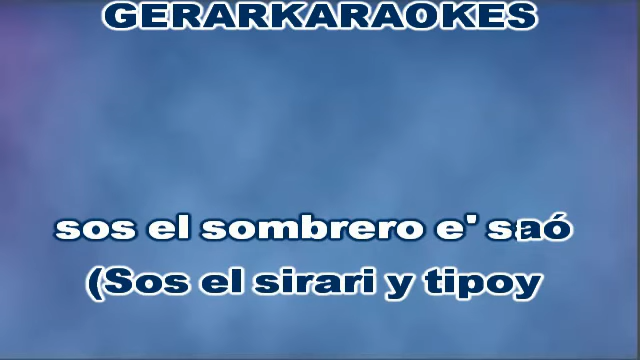 GERARKARAOKES
sos el sombrero e' saó
(Sos el sirari y tipoy